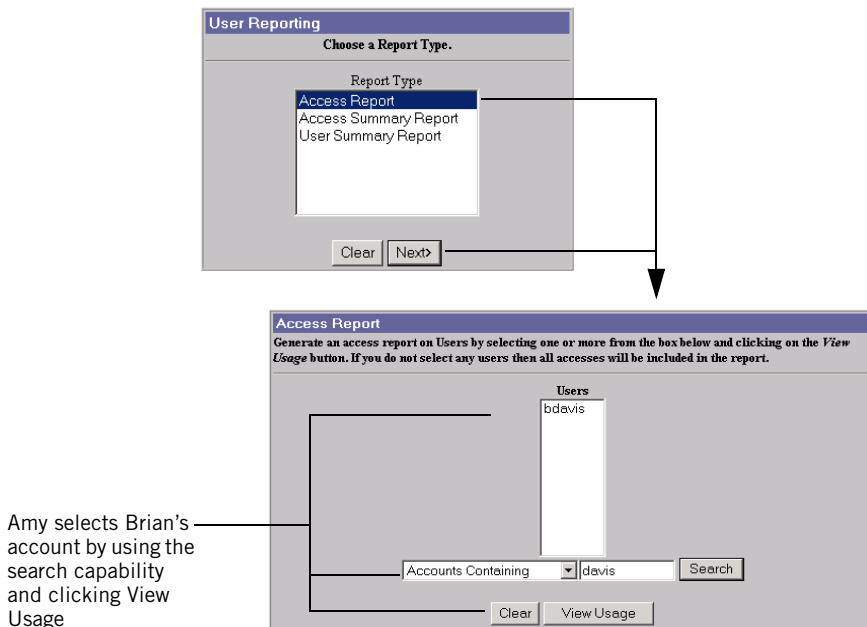 User Reporting
Choose a Report Type.
Report Type
Access Report
Access Summary Report
User Summary Report
Clear Next>
Access Report
Generate an access report on Users by selecting one or more from the box below and clicking on the View
Usage button. If you do not select any users then all accesses will be included in the report.
Users
bdavis
Accounts Containing davis Search
Clear View Usage
Amy selects Brian's
account by using the
search capability
and clicking View
Usage